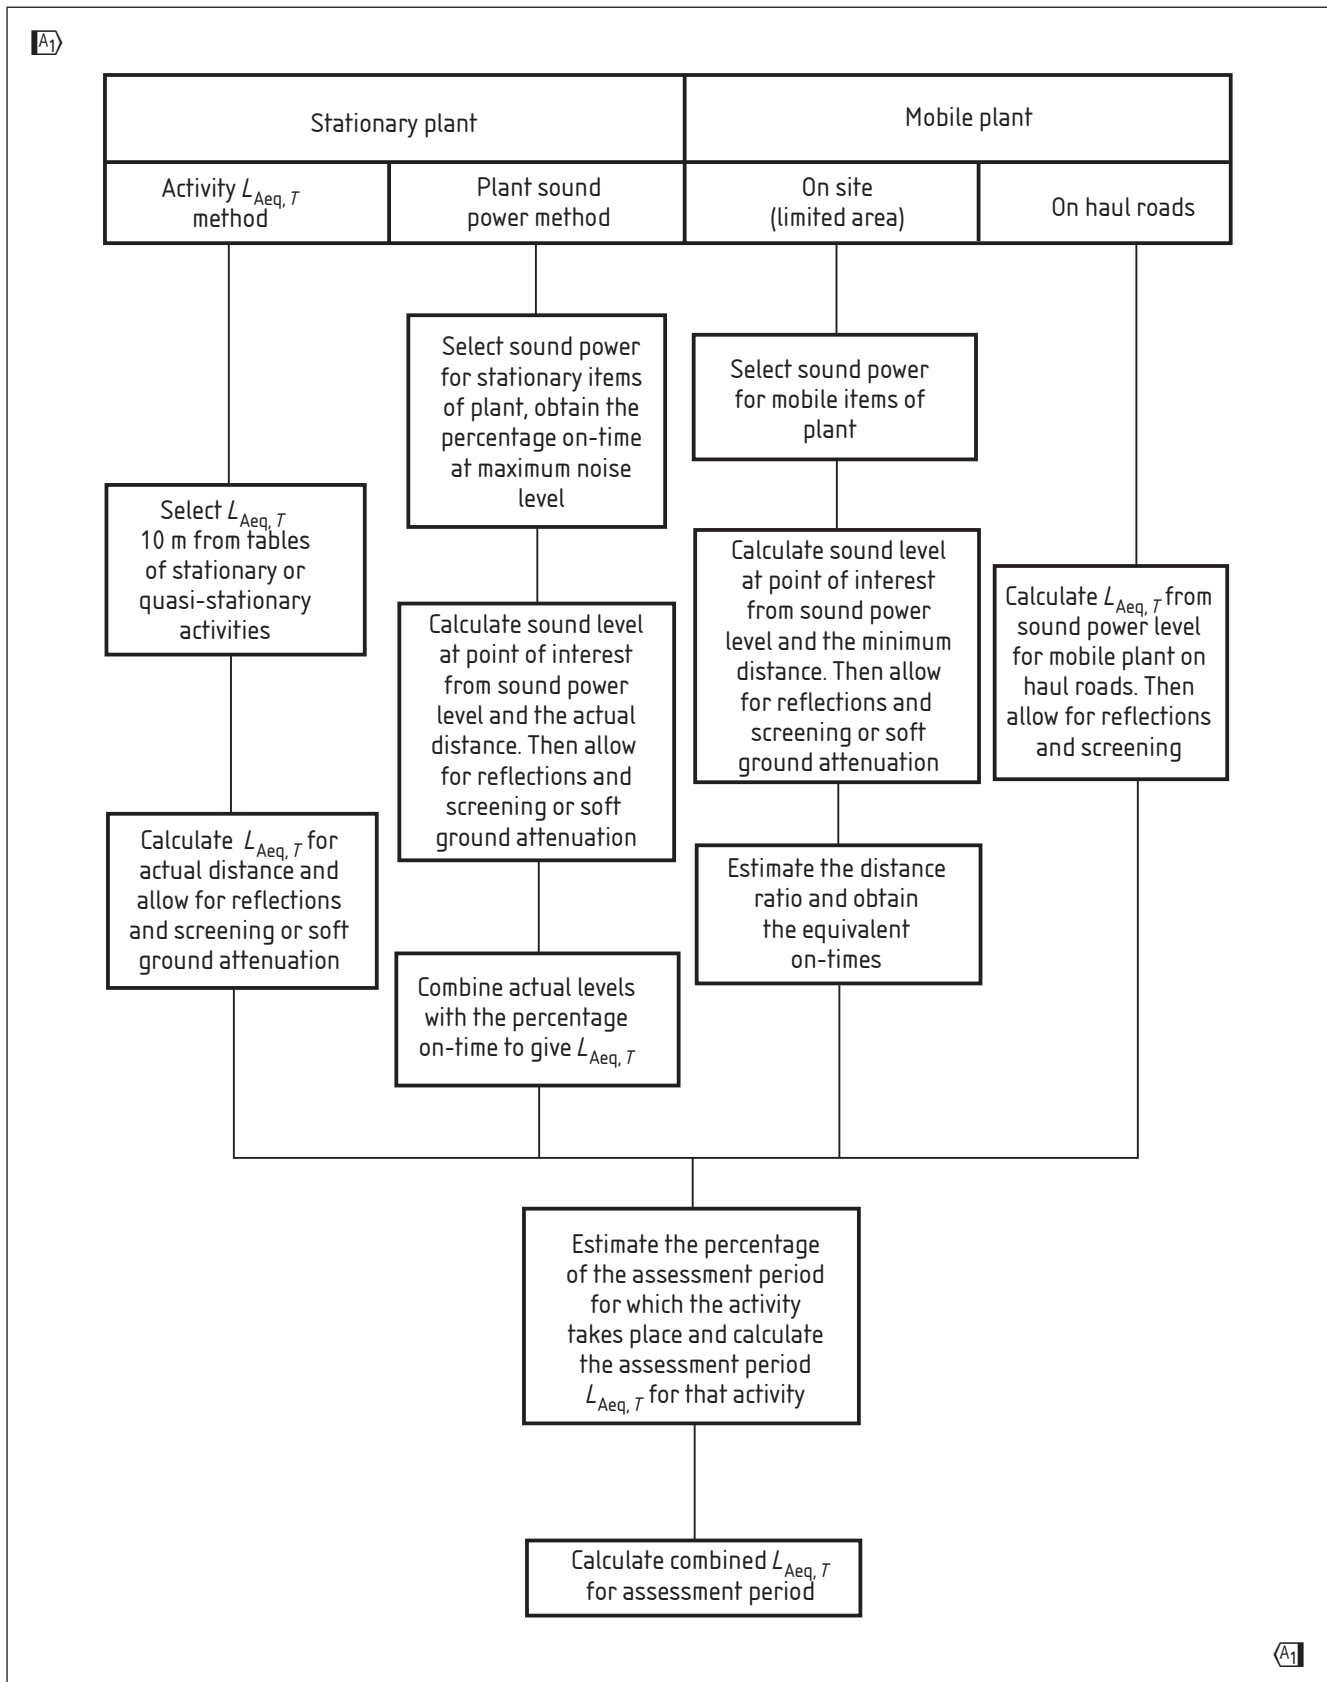 A1
Stationary plant
Mobile plant
Activity LAeq, T
method
Plant sound
power method
On site
(limited area)
On haul roads
Select LAeq, T
10 m from tables
of stationary or
quasi-stationary
activities
Calculate LAeq, T for
actual distance and
allow for reflections
and screening or soft
ground attenuation
Select sound power
for stationary items
of plant, obtain the
percentage on-time
at maximum noise
level
Calculate sound level
at point of interest
from sound power
level and the actual
distance. Then allow
for reflections and
screening or soft
ground attenuation
Combine actual levels
with the percentage
on-time to give LAeq, T
Select sound power
for mobile items of
plant
Calculate sound level
at point of interest
from sound power
level and the minimum
distance. Then allow
for reflections and
screening or soft
ground attenuation
Estimate the distance
ratio and obtain
the equivalent
on-times
Calculate LAeq, T from
sound power level
for mobile plant on
haul roads. Then
allow for reflections
and screening
Estimate the percentage
of the assessment period
for which the activity
takes place and calculate
the assessment period
LAeq, T for that activity
Calculate combined LAeq, T
for assessment period
A1